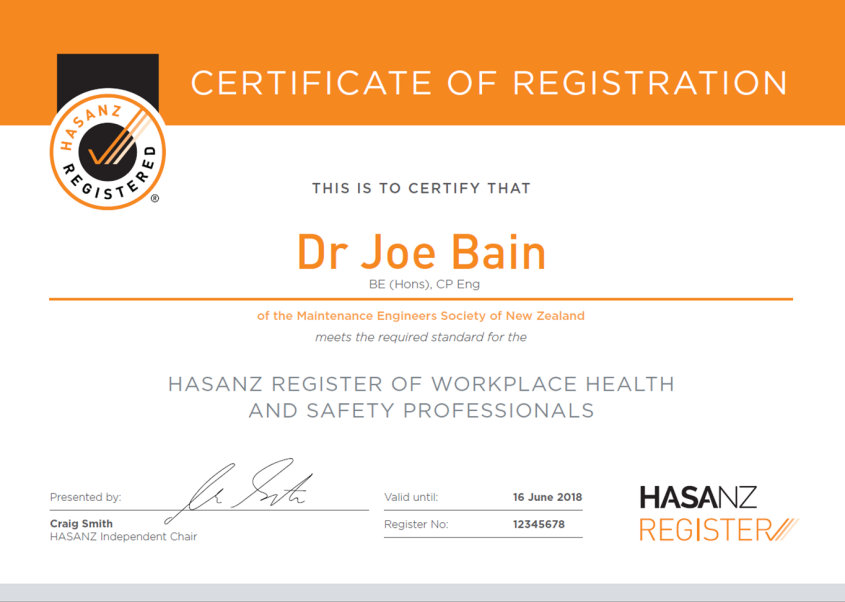 CERTIFICATE OF REGISTRATION
HASANZ
REGISTERED
®
THIS IS TO CERTIFY THAT
Dr Joe Bain
BE (Hons), CP Eng
of the Maintenance Engineers Society of New Zealand
meets the required standard for the
HASANZ REGISTER OF WORKPLACE HEALTH
AND SAFETY PROFESSIONALS
Presented by:
Craig Smith
HASANZ Independent Chair
Valid until: 16 June 2018
Register No: 12345678
HASANZ
REGISTER